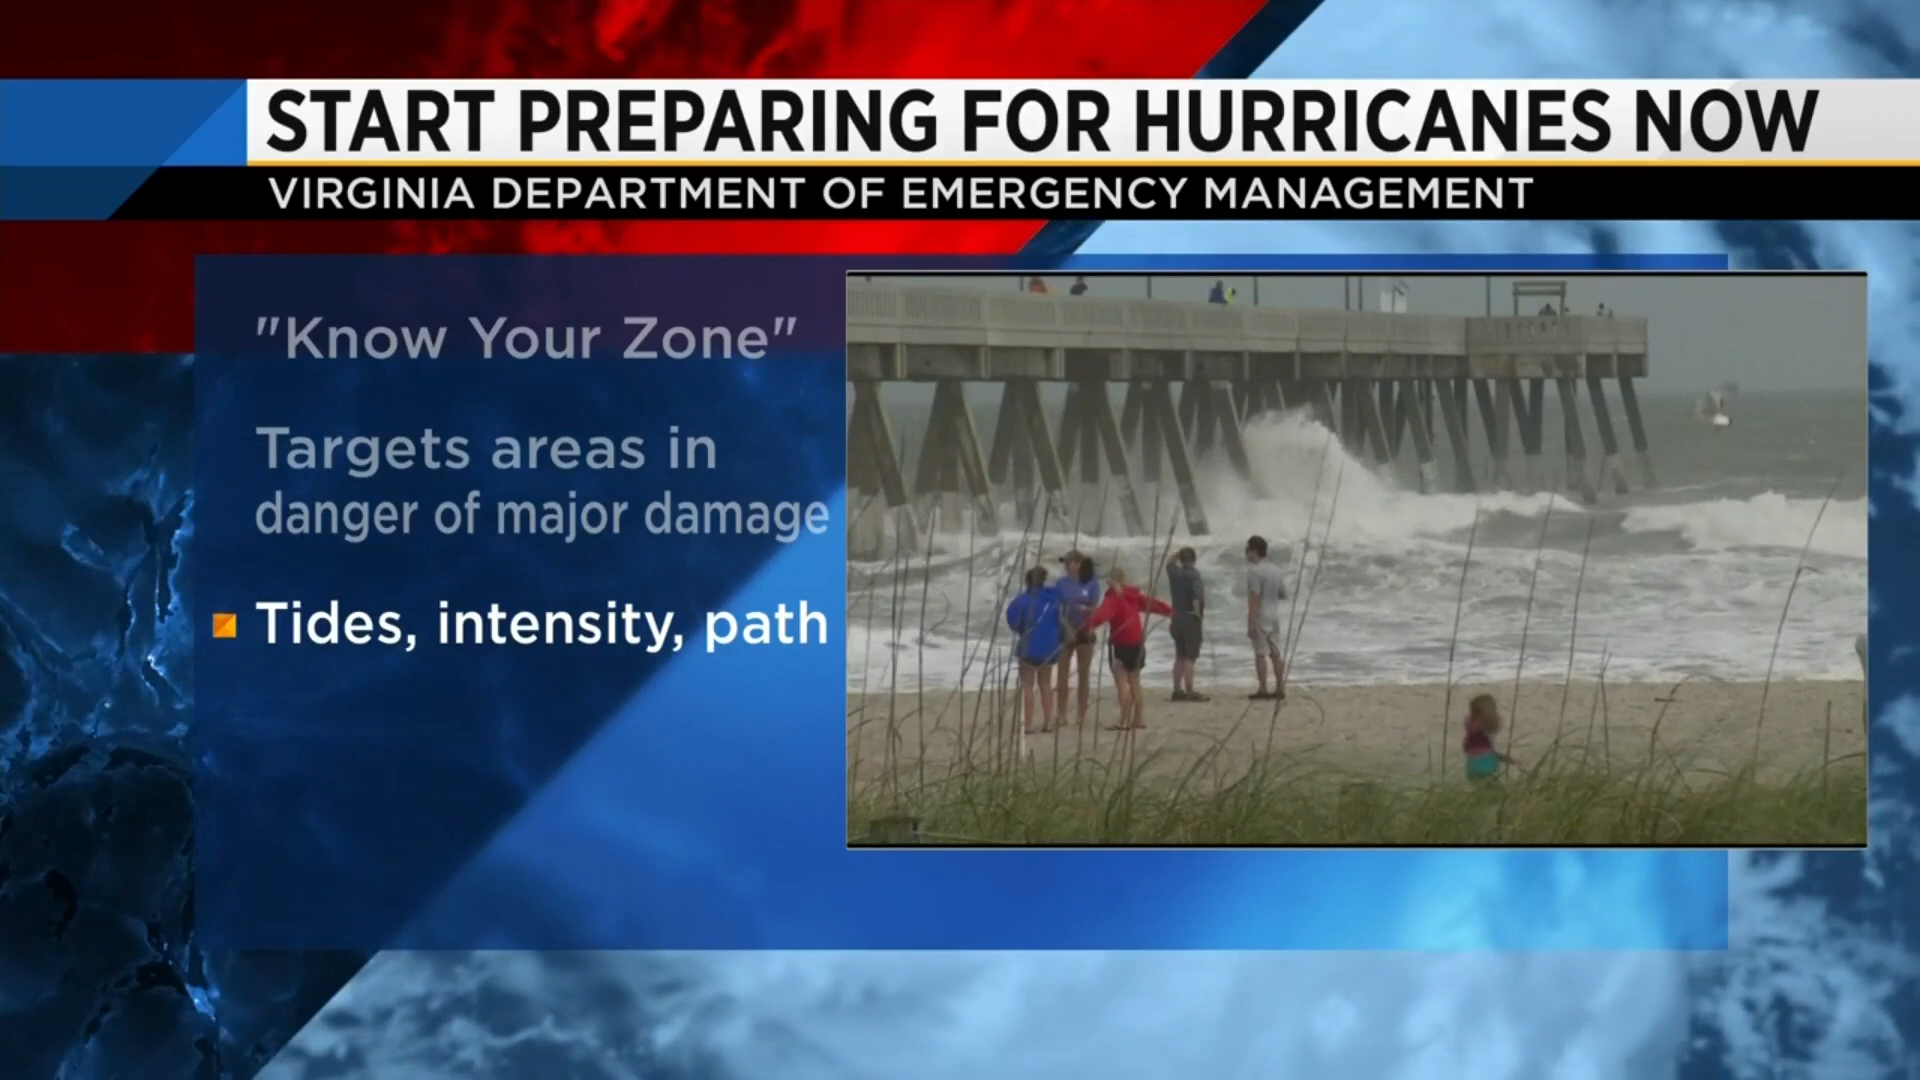 START PREPARING FOR HURRICANES NOW
VIRGINIA DEPARTMENT OF EMERGENCY MANAGEMENT
"Know Your Zone"
Targets areas in
danger of major damage
Tides, intensity, path